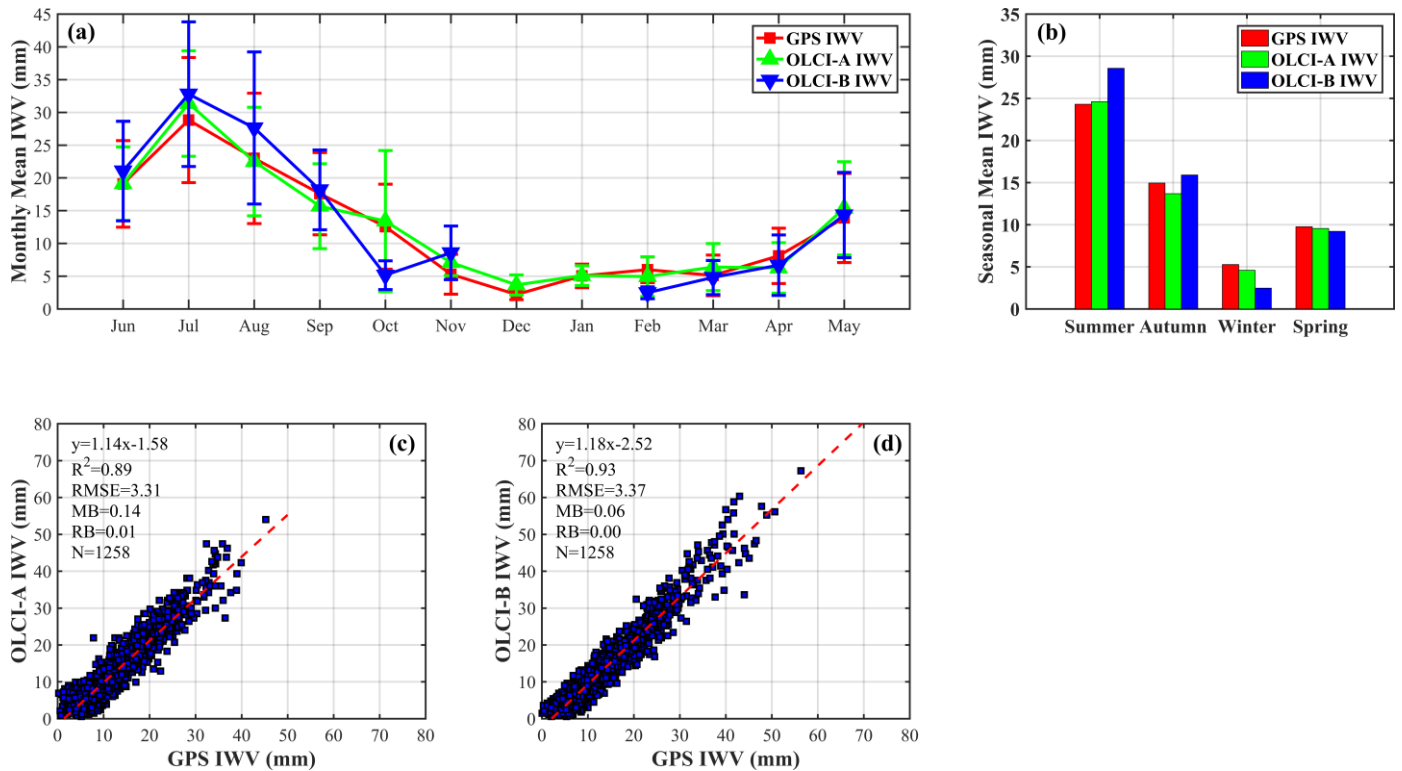 (a)
Monthly Mean IWV (mm)
45
40
35
30
25
20
15
10
5
0
GPS IWV
OLCI-A IWV
OLCI-B IWV
Jun Jul Aug Sep Oct Nov Dec Jan Feb Mar Apr May
(b)
Seasonal Mean IWV (mm)
35
30
25
20
15
10
5
0
GPS IWV
OLCI-A IWV
OLCI-B IWV
Summer Autumn Winter Spring
(c)
OLCI-A IWV (mm)
80
70
60
50
40
30
20
10
0
y=1.14x-1.58
R²=0.89
RMSE=3.31
MB=0.14
RB=0.01
N=1258
0 10 20 30 40 50 60 70 80
GPS IWV (mm)
(d)
OLCI-B IWV (mm)
80
70
60
50
40
30
20
10
0
y=1.18x-2.52
R²=0.93
RMSE=3.37
MB=0.06
RB=0.00
N=1258
0 10 20 30 40 50 60 70 80
GPS IWV (mm)